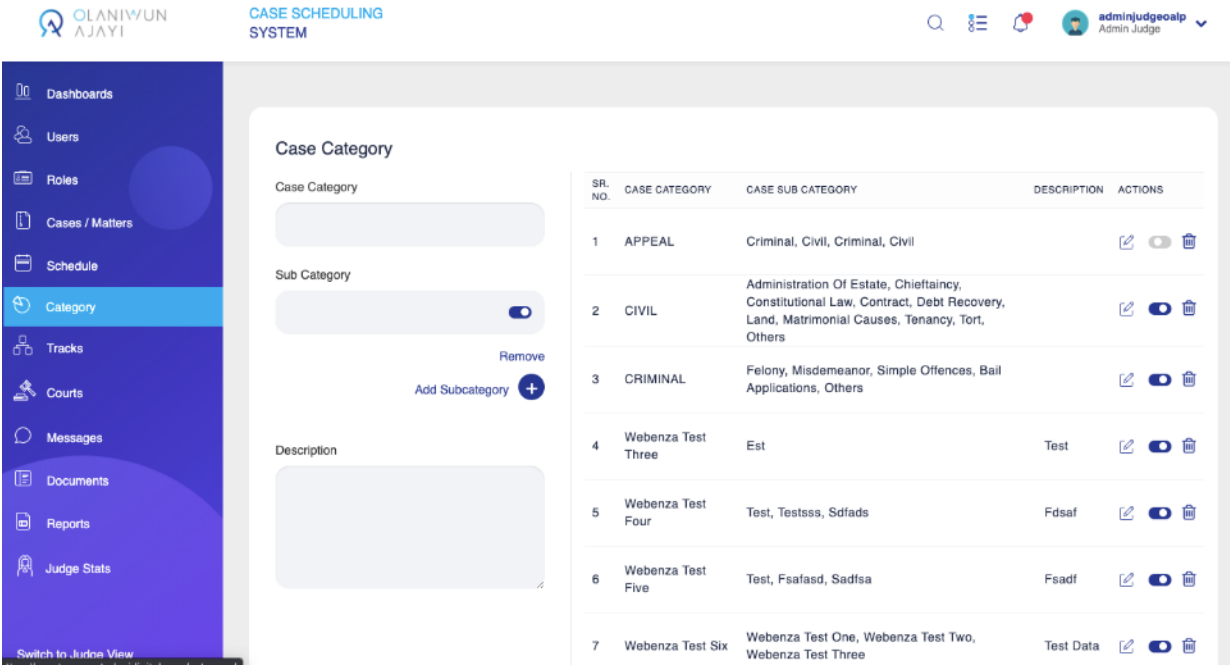 OLANIWUN
AJAYI
CASE SCHEDULING
SYSTEM
adminjudgeoalp
Admin Judge
Dashboards
Users
Roles
Cases / Matters
Schedule
Category
Tracks
Courts
Messages
Documents
Reports
Judge Stats
Switch to Judge View
Case Category
Case Category
Sub Category
Remove
Add Subcategory
Description
SR. NO. CASE CATEGORY CASE SUB CATEGORY DESCRIPTION ACTIONS
1 APPEAL Criminal, Civil, Criminal, Civil
2 CIVIL Administration Of Estate, Chieftaincy,
Constitutional Law, Contract, Debt Recovery,
Land, Matrimonial Causes, Tenancy, Tort,
Others
3 CRIMINAL Felony, Misdemeanor, Simple Offences, Bail
Applications, Others
4 Webenza Test Three Est Test
5 Webenza Test Four Test, Testsss, Sdfads Fdsaf
6 Webenza Test Five Test, Fsafasd, Sadfsa Fsadf
7 Webenza Test Six Webenza Test One, Webenza Test Two,
Webenza Test Three Test Data